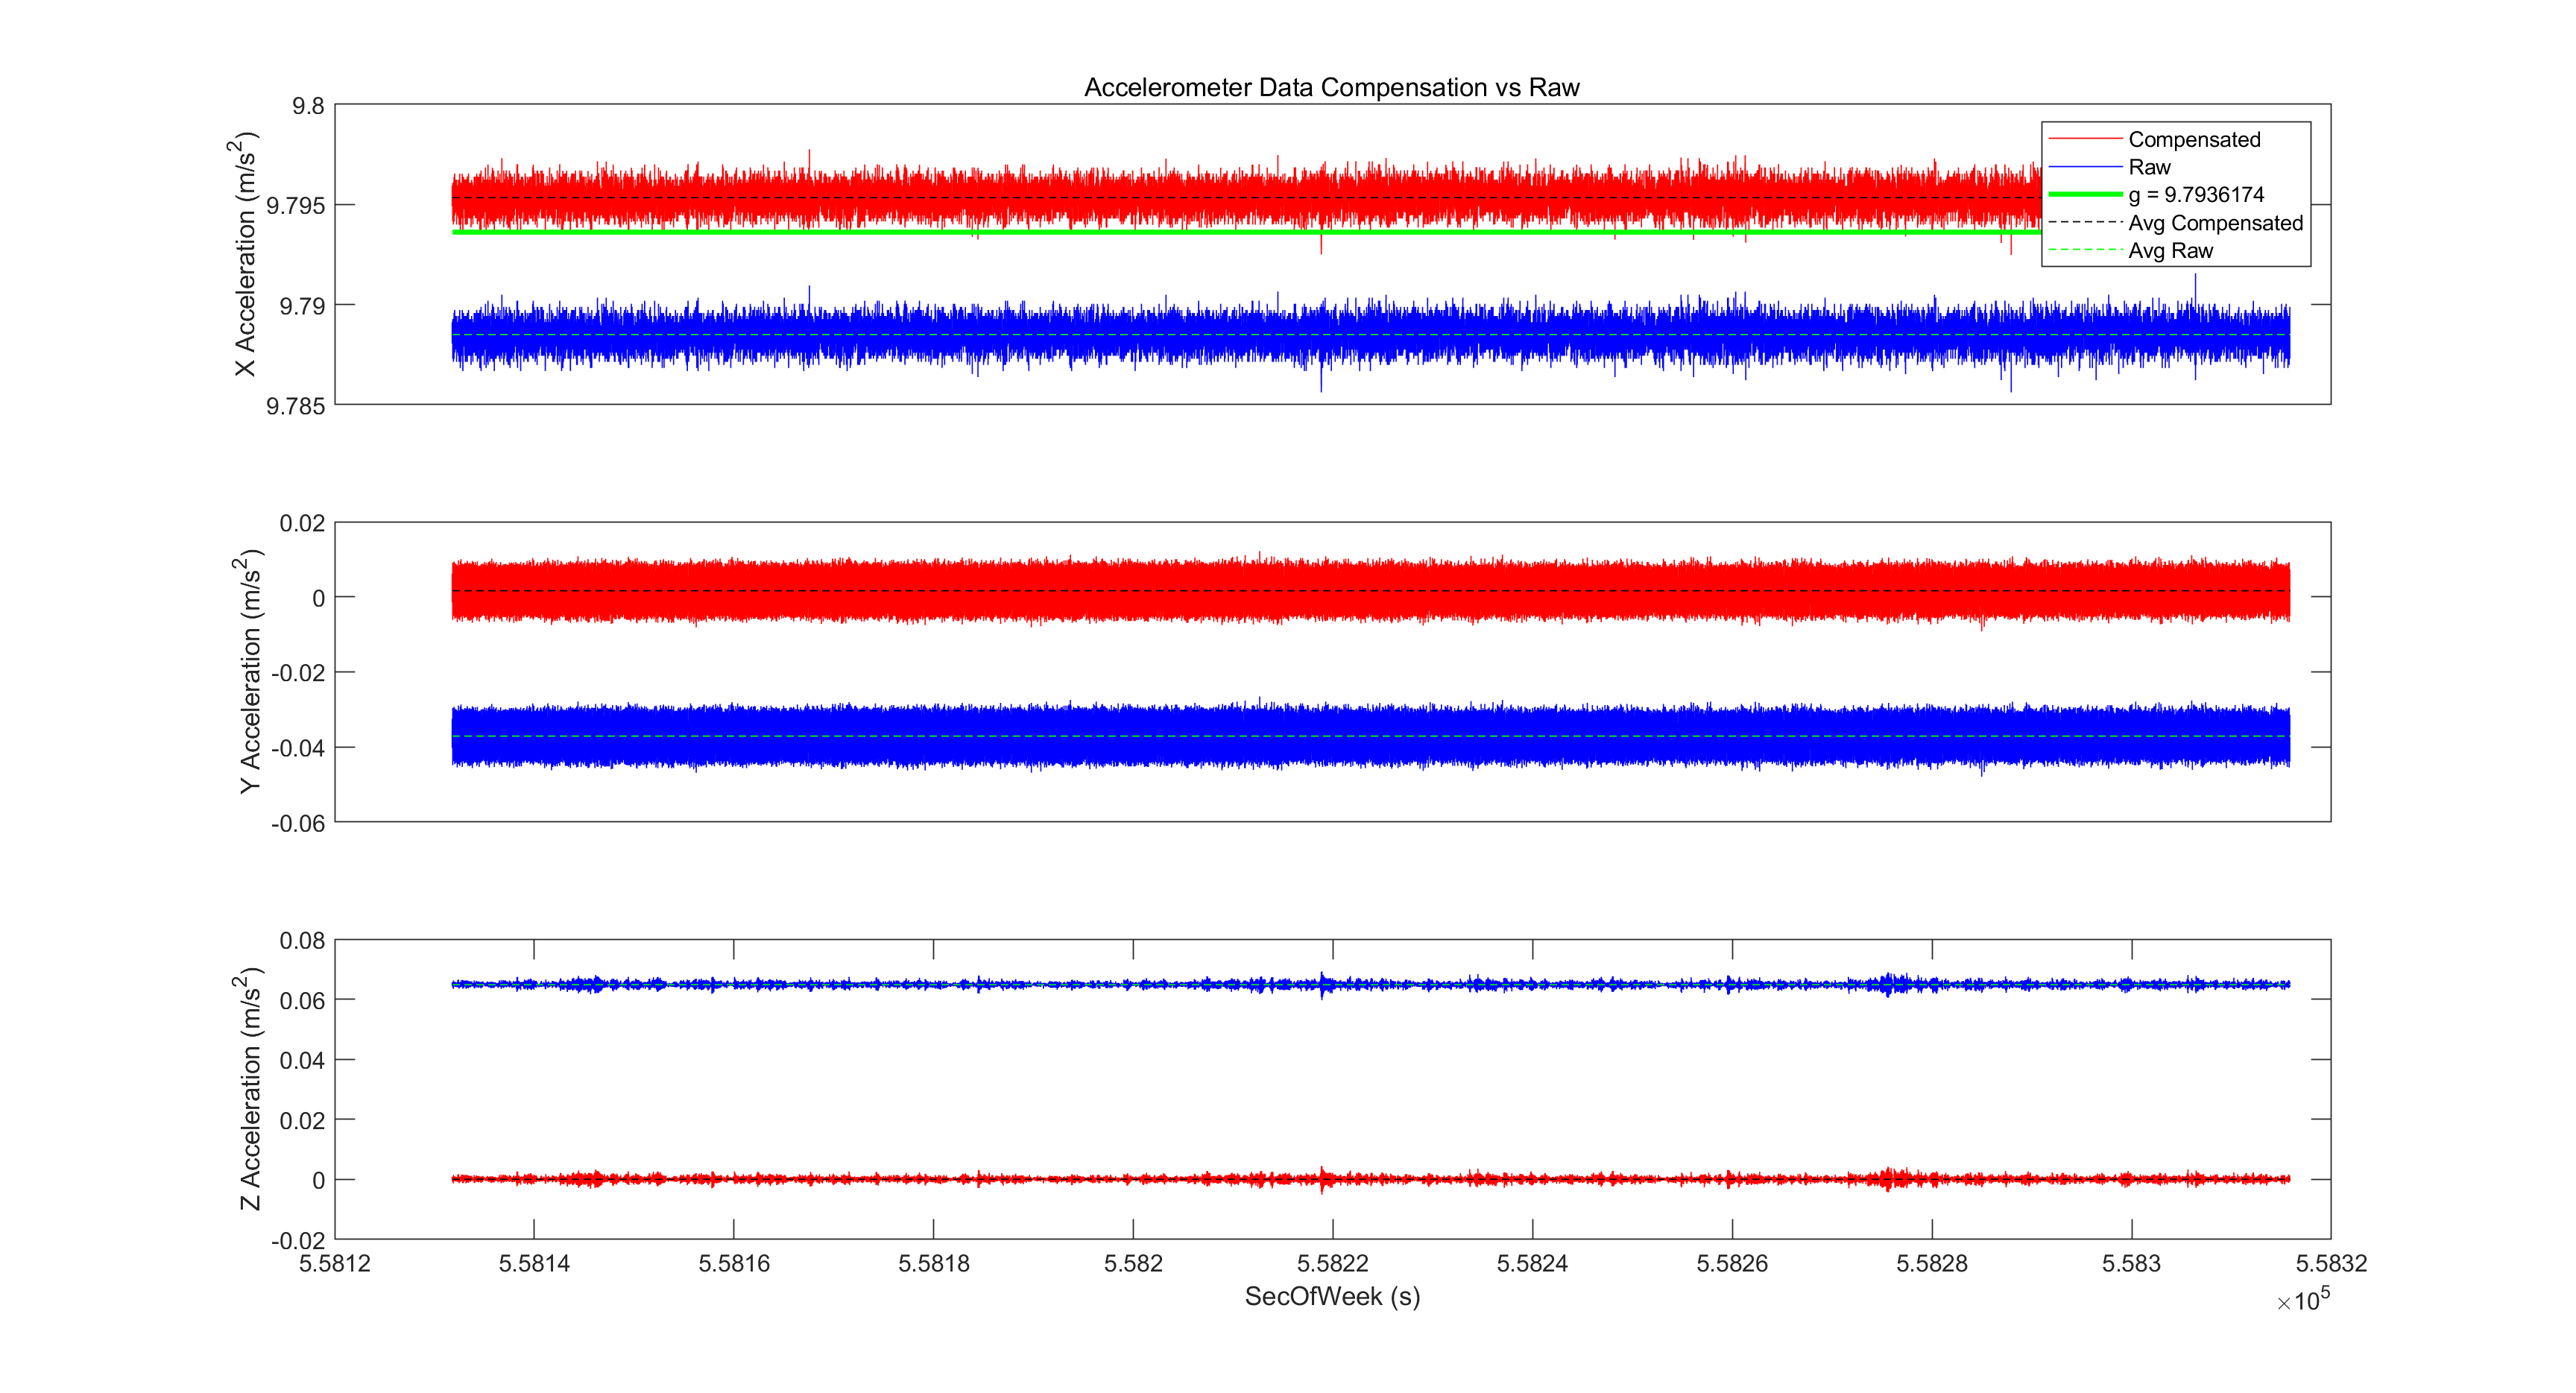 Accelerometer Data Compensation vs Raw
9.8
9.795
9.79
9.785
X Acceleration (m/s²)
Compensated
Raw
g = 9.7936174
Avg Compensated
Avg Raw
0.02
0
-0.02
-0.04
-0.06
Y Acceleration (m/s²)
0.08
0.06
0.04
0.02
0
-0.02
Z Acceleration (m/s²)
5.5812 5.5814 5.5816 5.5818 5.582 5.5822 5.5824 5.5826 5.5828 5.583 5.5832
SecOfWeek (s)
×10⁵